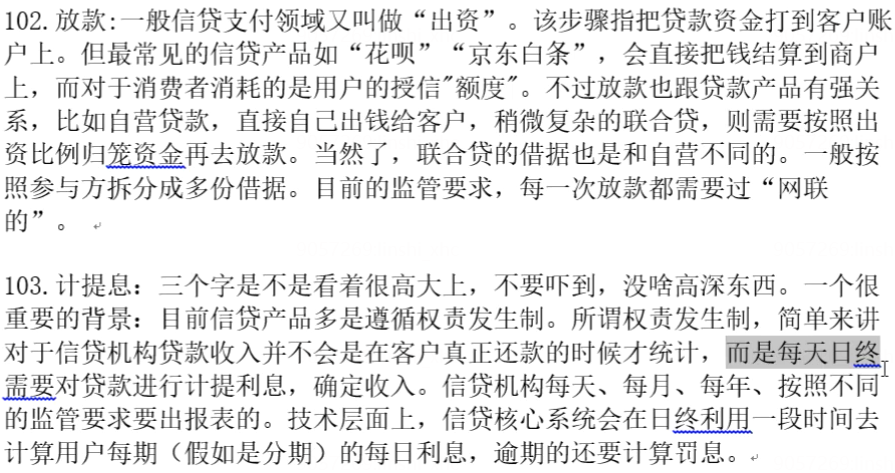 102.放款:一般信贷支付领域又叫做“出资”。该步骤指把贷款资金打到客户账
户上。但最常见的信贷产品如“花呗”“京东白条”，会直接把钱结算到商户
上，而对于消费者消耗的是用户的授信"额度"。不过放款也跟贷款产品有强关
系，比如自营贷款，直接自己出钱给客户，稍微复杂的联合贷，则需要按照出
资比例归笼资金再去放款。当然了，联合贷的借据也是和自营不同的。一般按
照参与方拆分成多份借据。目前的监管要求，每一次放款都需要过“网联
的”。
103.计提息：三个字是不是看着很高大上，不要吓到，没啥高深东西。一个很
重要的背景：目前信贷产品多是遵循权责发生制。所谓权责发生制，简单来讲
对于信贷机构贷款收入并不会是在客户真正还款的时候才统计，而是每天日终
需要对贷款进行计提利息，确定收入。信贷机构每天、每月、每年、按照不同
的监管要求要出报表的。技术层面上，信贷核心系统会在日终利用一段时间去
计算用户每期（假如是分期）的每日利息，逾期的还要计算罚息。